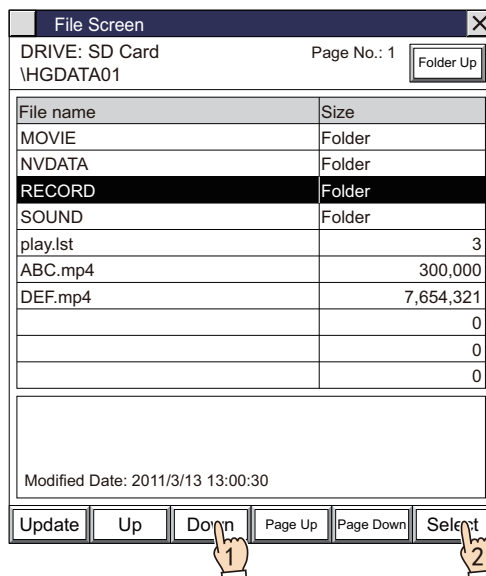 File Screen
DRIVE: SD Card Page No.: 1 Folder Up
\HGDATA01
File name Size
MOVIE Folder
NVDATA Folder
RECORD Folder
SOUND Folder
play.lst 3
ABC.mp4 300,000
DEF.mp4 7,654,321
0
0
0
Modified Date: 2011/3/13 13:00:30
Update Up Down Page Up Page Down Select
1 2